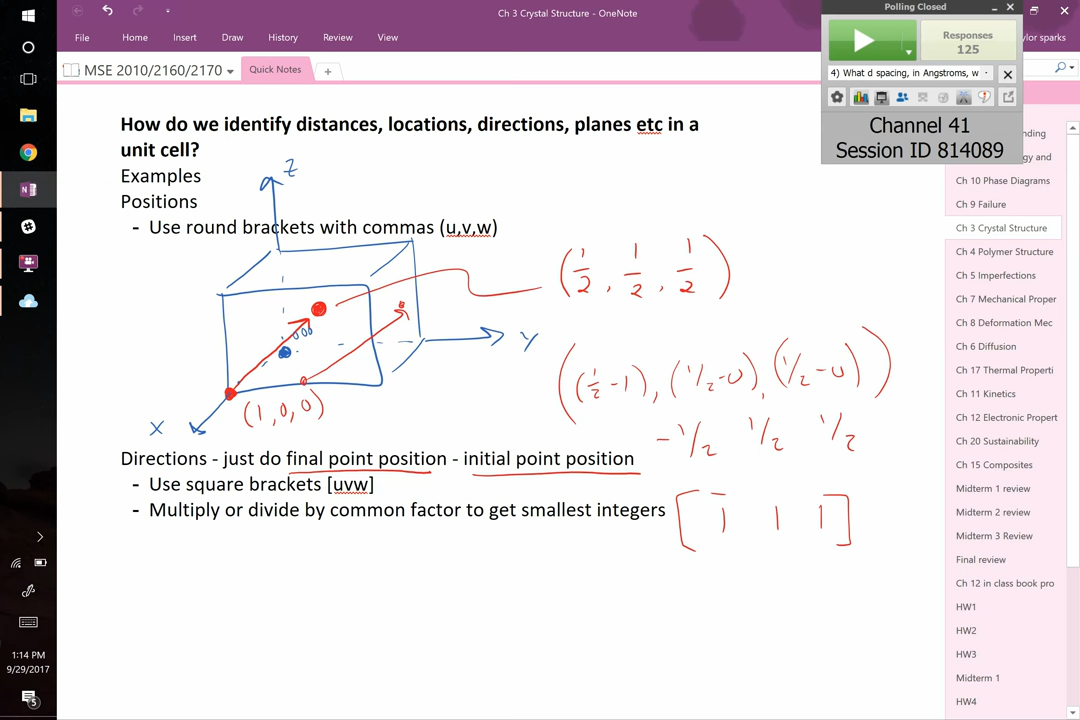 Ch 3 Crystal Structure - OneNote
Polling Closed
File Home Insert Draw History Review View
Responses
125
ylor sparks
MSE 2010/2160/2170
Quick Notes
+
4) What d spacing, in Angstroms, w
Channel 41
Session ID 814089
How do we identify distances, locations, directions, planes etc in a
unit cell?
Examples
Positions
- Use round brackets with commas (u,v,w)
Z
(1/2, 1/2, 1/2)
Y
((1/2-1), (1/2-0), (1/2-0))
(1, 0, 0)
X
-1/2 1/2 1/2
Directions - just do final point position - initial point position
- Use square brackets [uvw]
- Multiply or divide by common factor to get smallest integers
[1̅ 1 1]
nding
gy and
Ch 10 Phase Diagrams
Ch 9 Failure
Ch 3 Crystal Structure
Ch 4 Polymer Structure
Ch 5 Imperfections
Ch 7 Mechanical Proper
Ch 8 Deformation Mec
Ch 6 Diffusion
Ch 17 Thermal Properti
Ch 11 Kinetics
Ch 12 Electronic Propert
Ch 20 Sustainability
Ch 15 Composites
Midterm 1 review
Midterm 2 review
Midterm 3 Review
Final review
Ch 12 in class book pro
HW1
HW2
HW3
Midterm 1
HW4
1:14 PM
9/29/2017
5